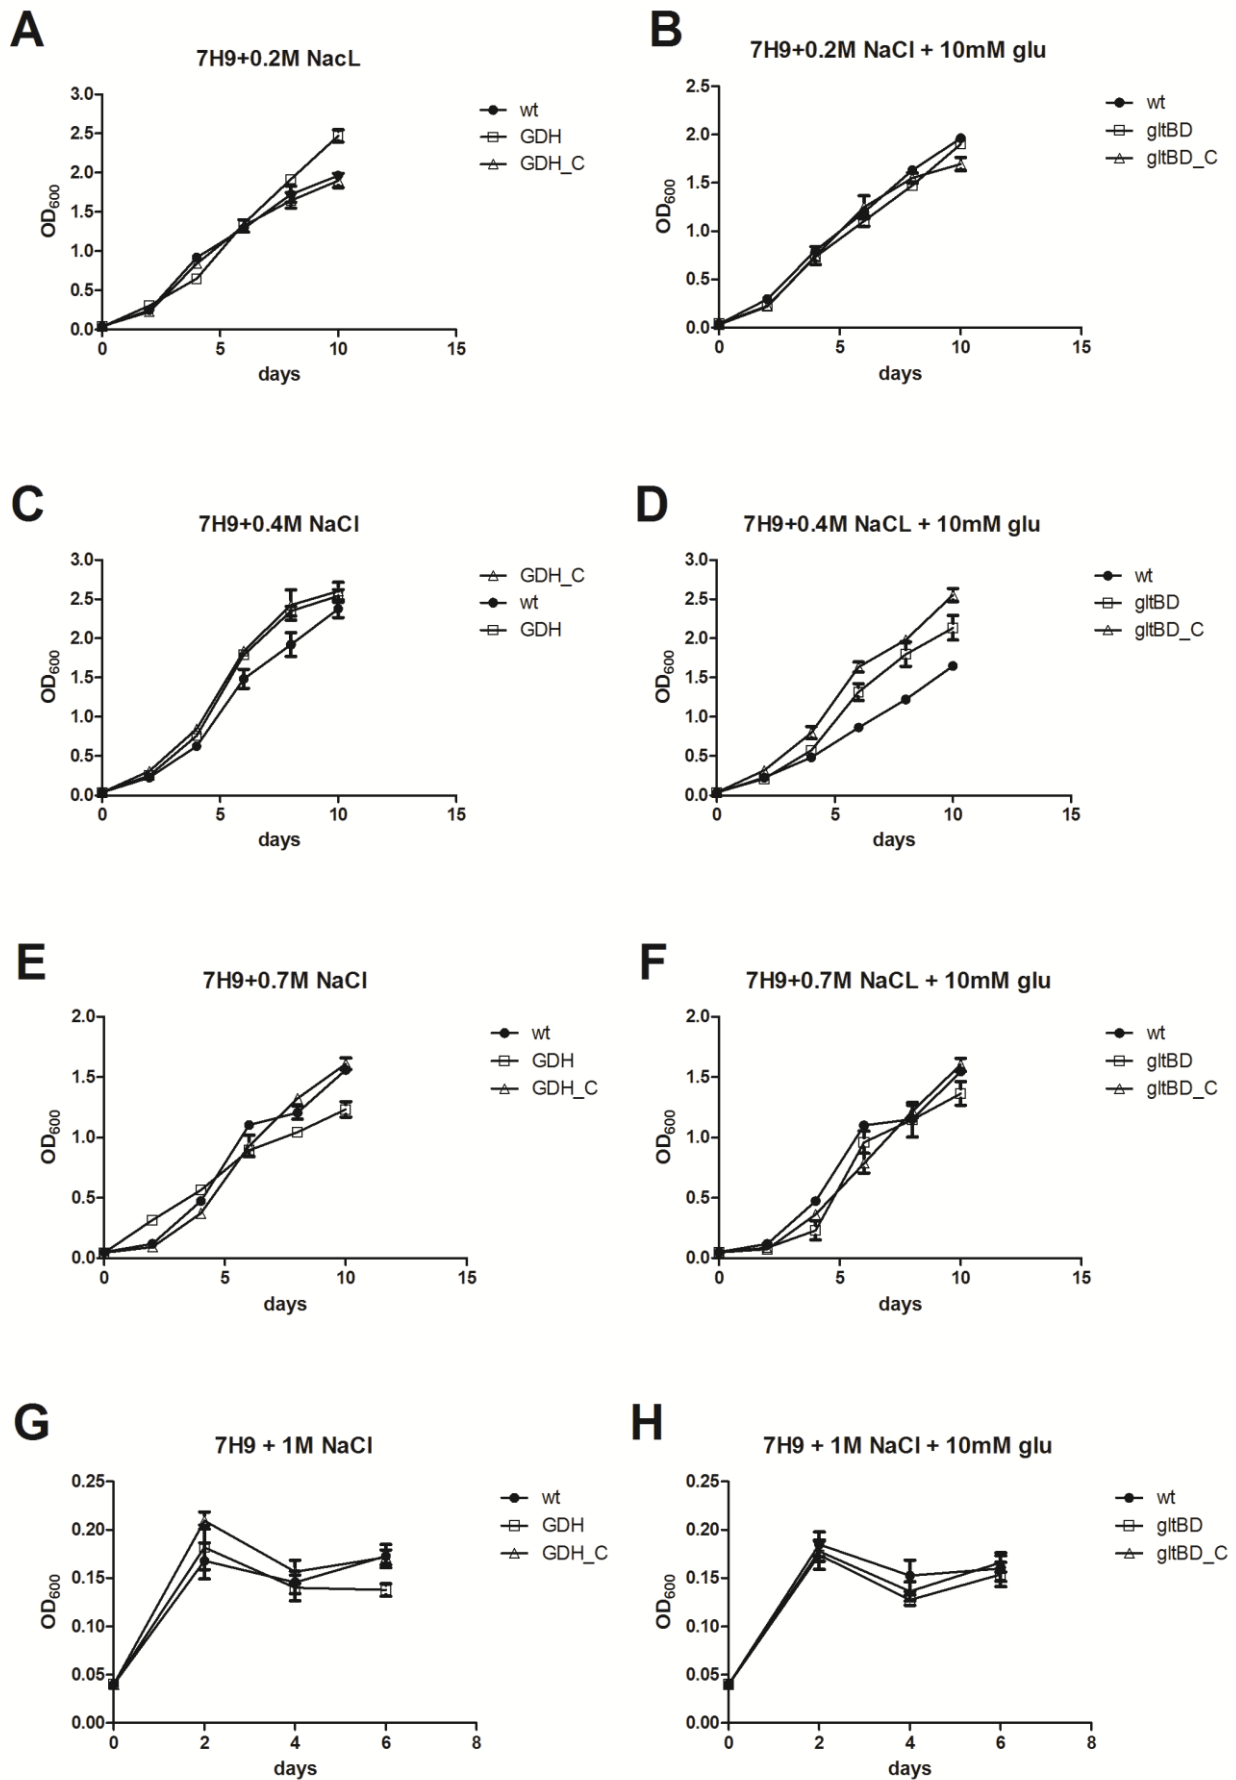 A
7H9+0.2M NacL
OD600
3.0
2.5
2.0
1.5
1.0
0.5
0.0
0 5 10 15
days
wt
GDH
GDH_C
B
7H9+0.2M NaCl + 10mM glu
OD600
2.5
2.0
1.5
1.0
0.5
0.0
0 5 10 15
days
wt
gltBD
gltBD_C
C
7H9+0.4M NaCl
OD600
3.0
2.5
2.0
1.5
1.0
0.5
0.0
0 5 10 15
days
GDH_C
wt
GDH
D
7H9+0.4M NaCL + 10mM glu
OD600
3.0
2.5
2.0
1.5
1.0
0.5
0.0
0 5 10 15
days
wt
gltBD
gltBD_C
E
7H9+0.7M NaCl
OD600
2.0
1.5
1.0
0.5
0.0
0 5 10 15
days
wt
GDH
GDH_C
F
7H9+0.7M NaCL + 10mM glu
OD600
2.0
1.5
1.0
0.5
0.0
0 5 10 15
days
wt
gltBD
gltBD_C
G
7H9 + 1M NaCl
OD600
0.25
0.20
0.15
0.10
0.05
0.00
0 2 4 6 8
days
wt
GDH
GDH_C
H
7H9 + 1M NaCl + 10mM glu
OD600
0.25
0.20
0.15
0.10
0.05
0.00
0 2 4 6 8
days
wt
gltBD
gltBD_C